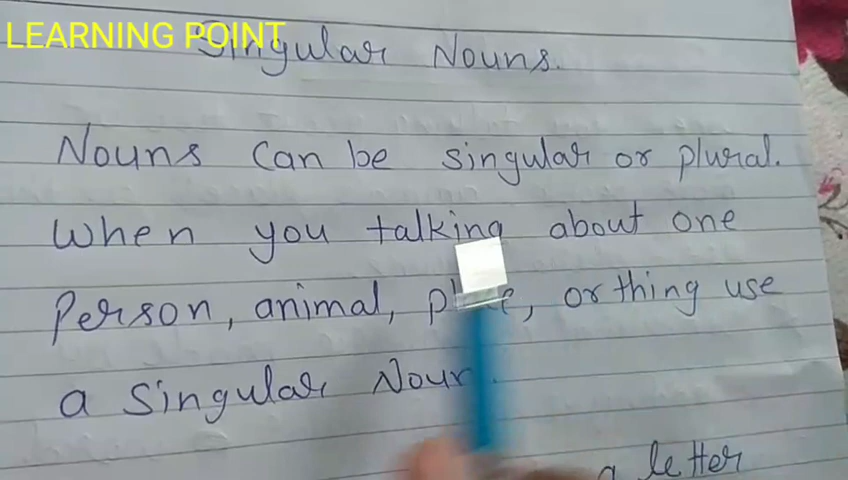 LEARNING POINT
Singular Nouns.
Nouns can be singular or plural.
When you talking about one
Person, animal, place, or thing use
a Singular Noun.
a letter